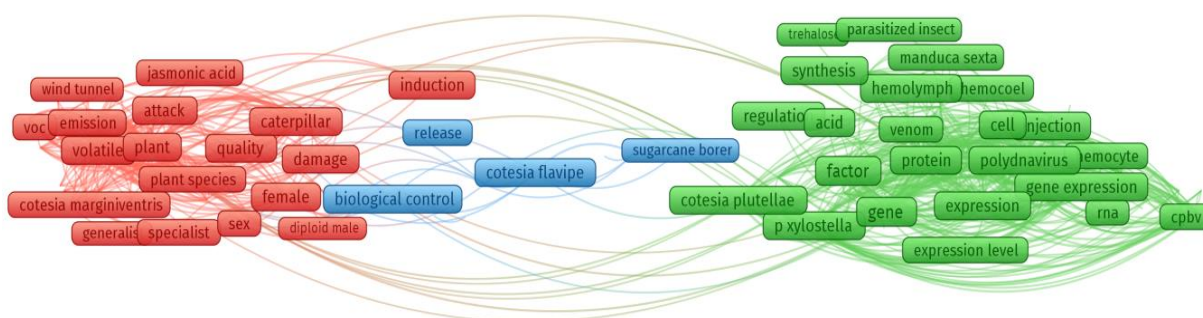 wind tunnel
jasmonic acid
attack
voc
emission
volatile
plant
quality
caterpillar
damage
induction
plant species
female
cotesia marginiventris
generalis
specialist
sex
diploid male
release
biological control
cotesia flavipe
sugarcane borer
trehalose
parasitized insect
manduca sexta
synthesis
hemolymph
hemocoel
regulatio
acid
venom
cell
injection
factor
protein
polydnavirus
hemocyte
gene expression
cotesia plutellae
gene
expression
rna
cpbv
p xylostella
expression level